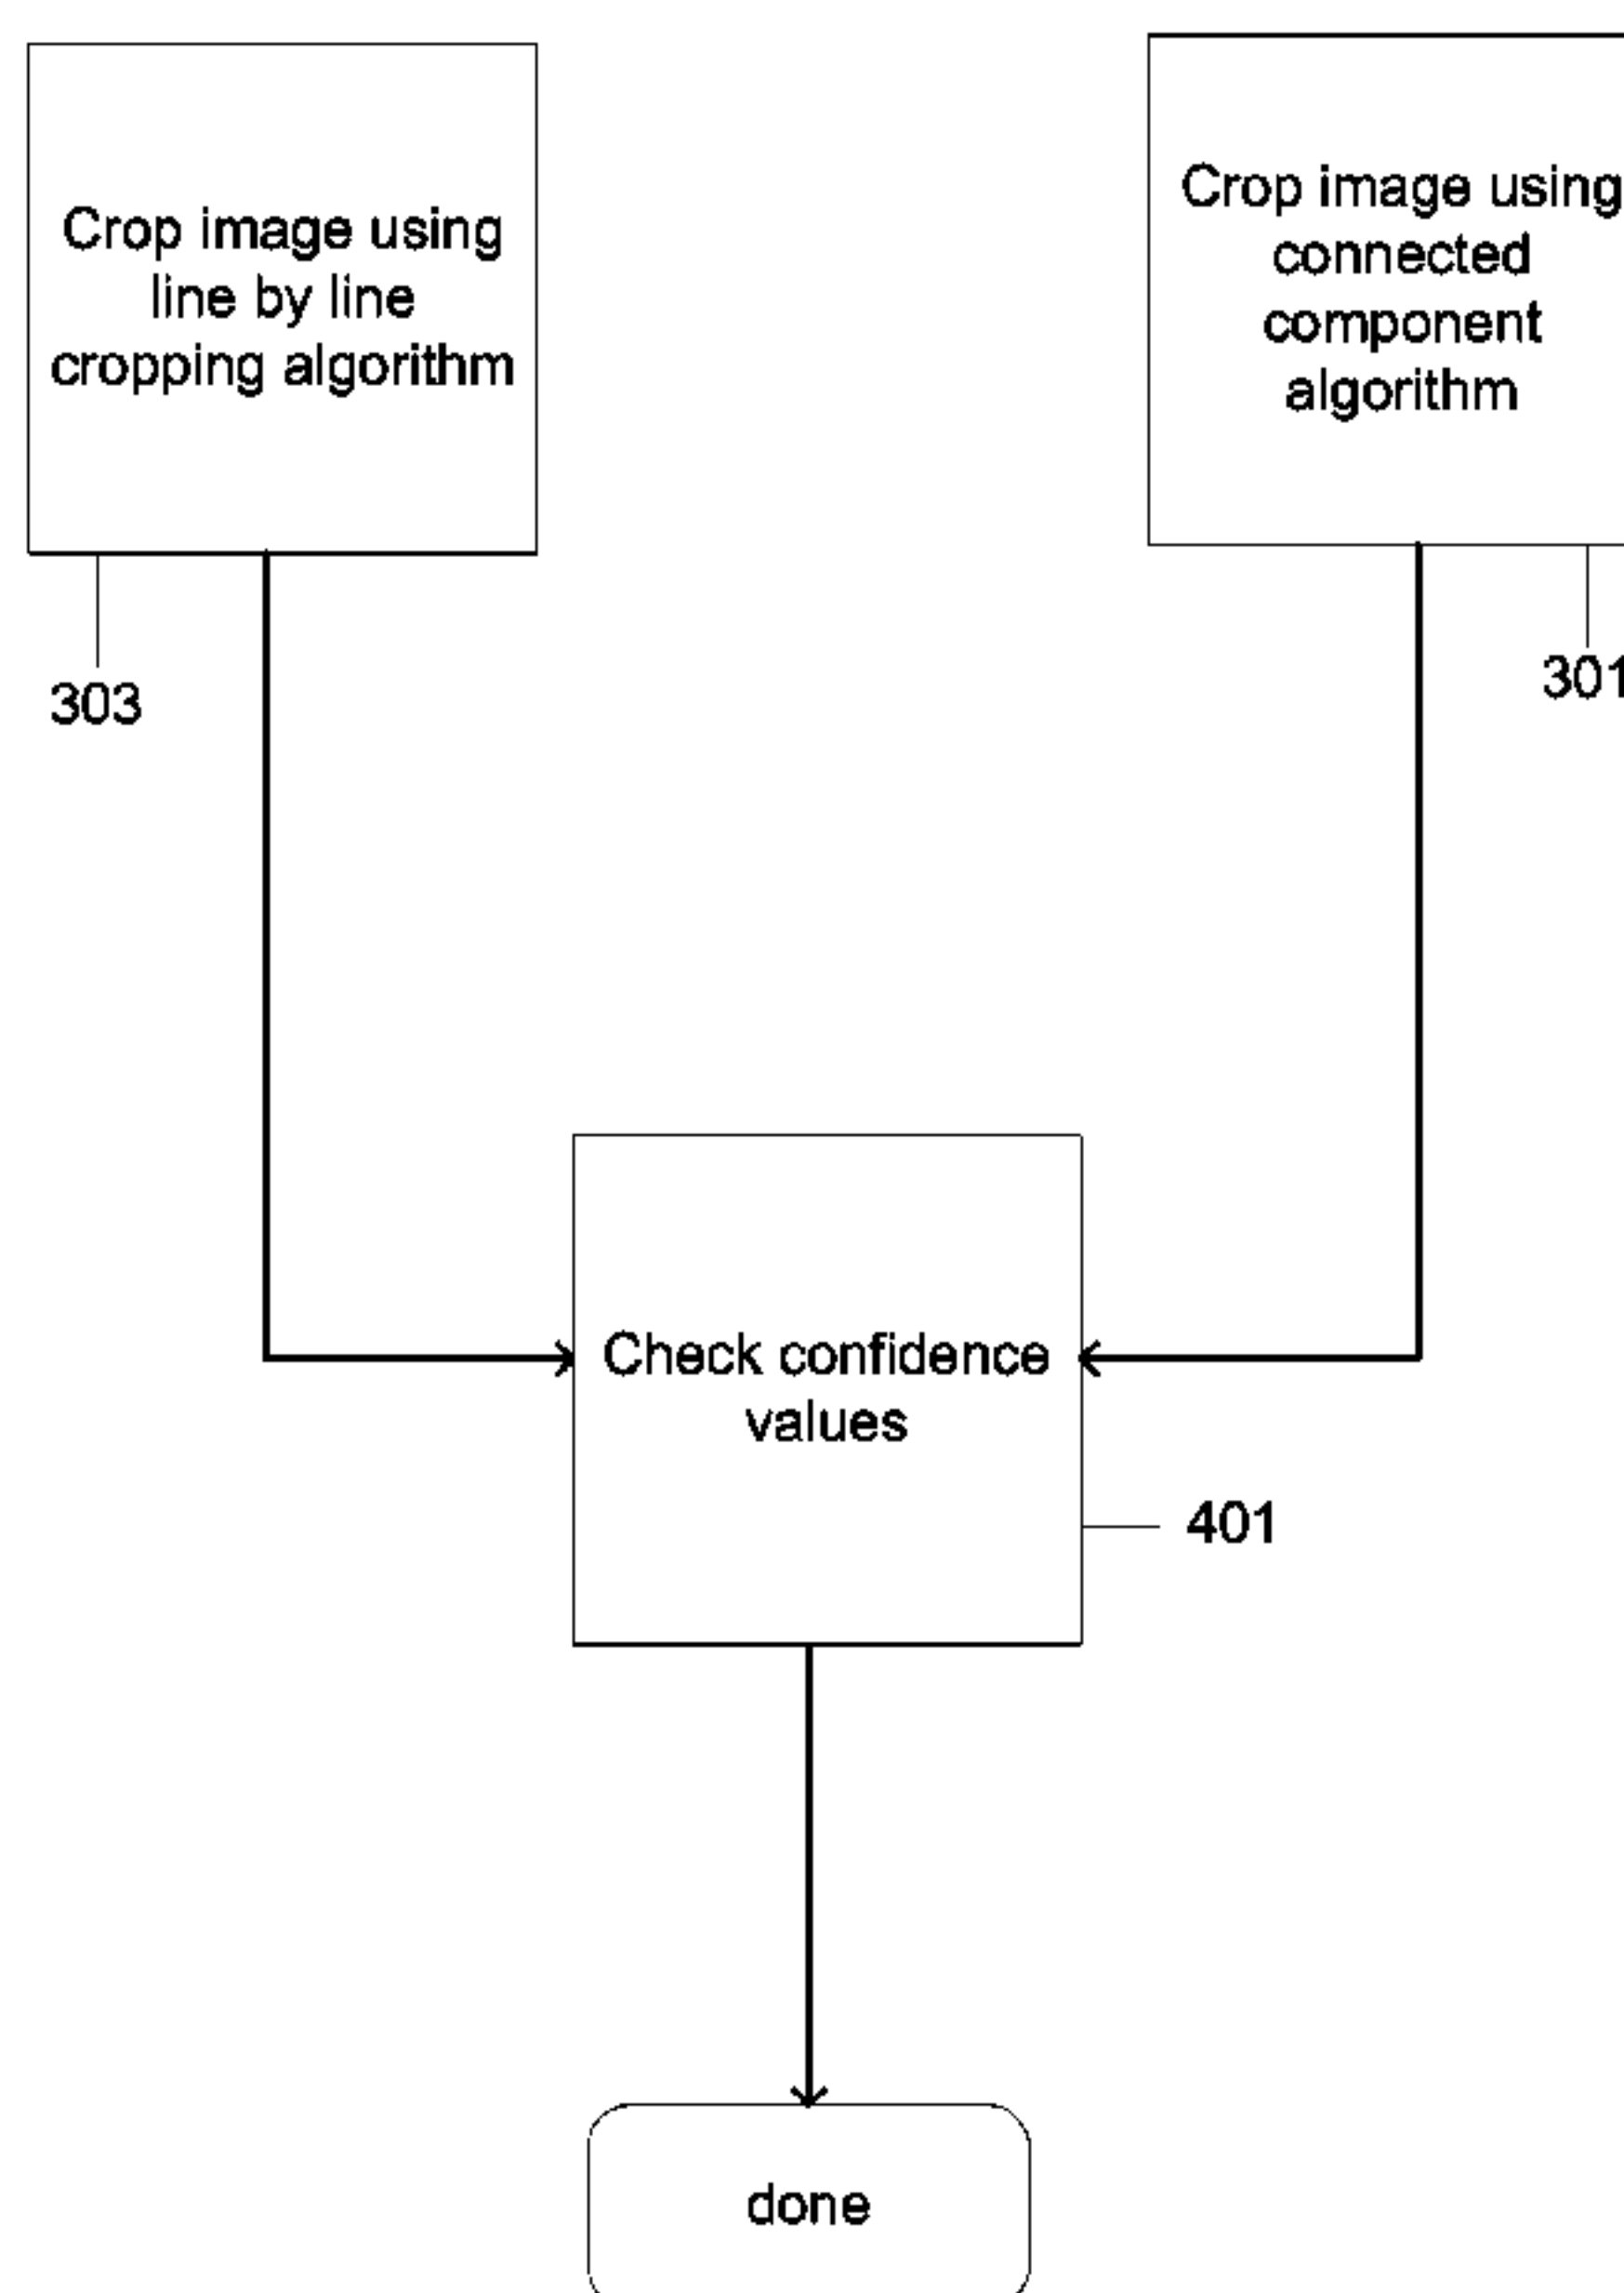 Crop image using
line by line
cropping algorithm
303
Crop image using
connected
component
algorithm
301
Check confidence
values
401
done